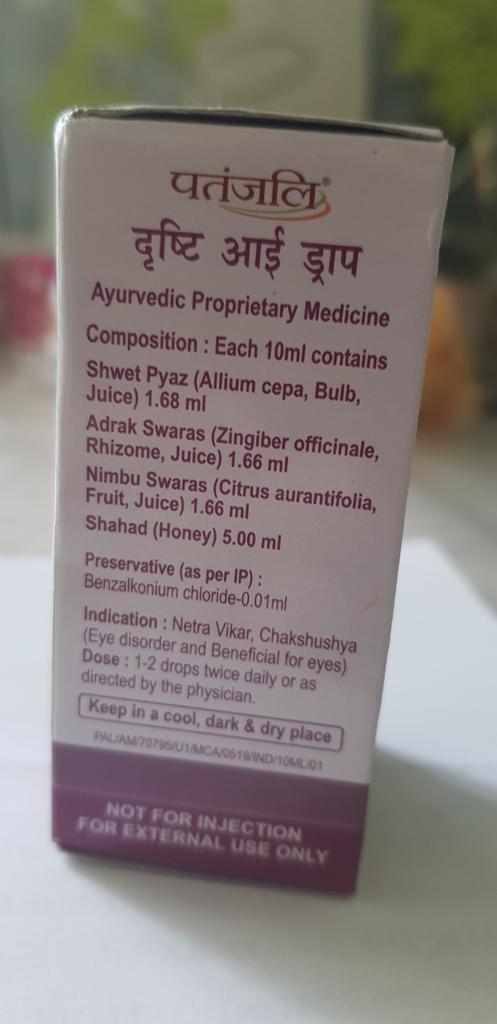 पतंजलि®
दृष्टि आई ड्राप
Ayurvedic Proprietary Medicine
Composition : Each 10ml contains
Shwet Pyaz (Allium cepa, Bulb,
Juice) 1.68 ml
Adrak Swaras (Zingiber officinale,
Rhizome, Juice) 1.66 ml
Nimbu Swaras (Citrus aurantifolia,
Fruit, Juice) 1.66 ml
Shahad (Honey) 5.00 ml
Preservative (as per IP) :
Benzalkonium chloride-0.01ml
Indication : Netra Vikar, Chakshushya
(Eye disorder and Beneficial for eyes)
Dose : 1-2 drops twice daily or as
directed by the physician.
Keep in a cool, dark & dry place
PAL/AM/70795/U1/MCA/0519/IND/10ML/01
NOT FOR INJECTION
FOR EXTERNAL USE ONLY